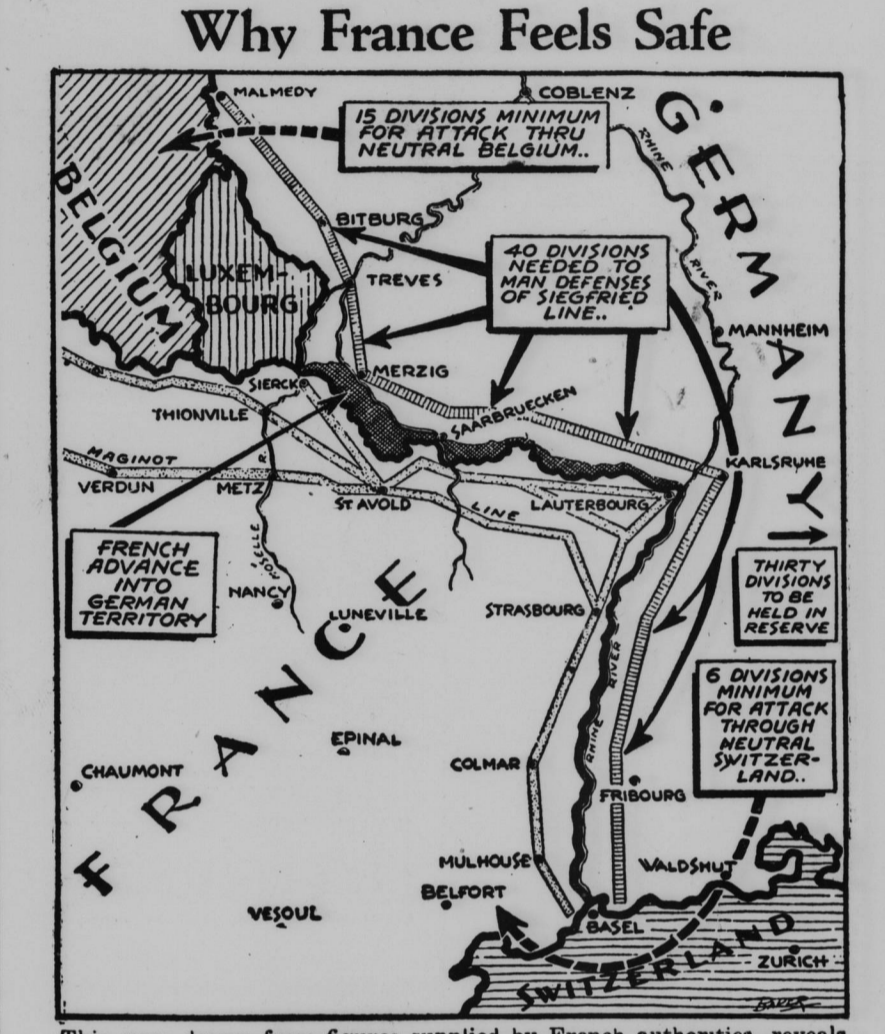 Why France Feels Safe
MALMEDY
COBLENZ
15 DIVISIONS MINIMUM
FOR ATTACK THRU
NEUTRAL BELGIUM..
GERMANY
RHINE
RIVER
BELGIUM
BITBURG
LUXEM-
BOURG
TREVES
40 DIVISIONS
NEEDED TO
MAN DEFENSES
OF SIEGFRIED
LINE..
MANNHEIM
MERZIG
SIERCK
SAARBRUECKEN
THIONVILLE
MAGINOT
KARLSRUHE
VERDUN
METZ
ST AVOLD
LINE
LAUTERBOURG
MOSELLE
R.
FRENCH
ADVANCE
INTO
GERMAN
TERRITORY
THIRTY
DIVISIONS
TO BE
HELD IN
RESERVE
NANCY
LUNEVILLE
STRASBOURG
FRANCE
RHINE RIVER
6 DIVISIONS
MINIMUM
FOR ATTACK
THROUGH
NEUTRAL
SWITZER-
LAND..
EPINAL
CHAUMONT
COLMAR
FRIBOURG
MULHOUSE
WALDSHUT
BELFORT
VESOUL
BASEL
SWITZERLAND
ZURICH